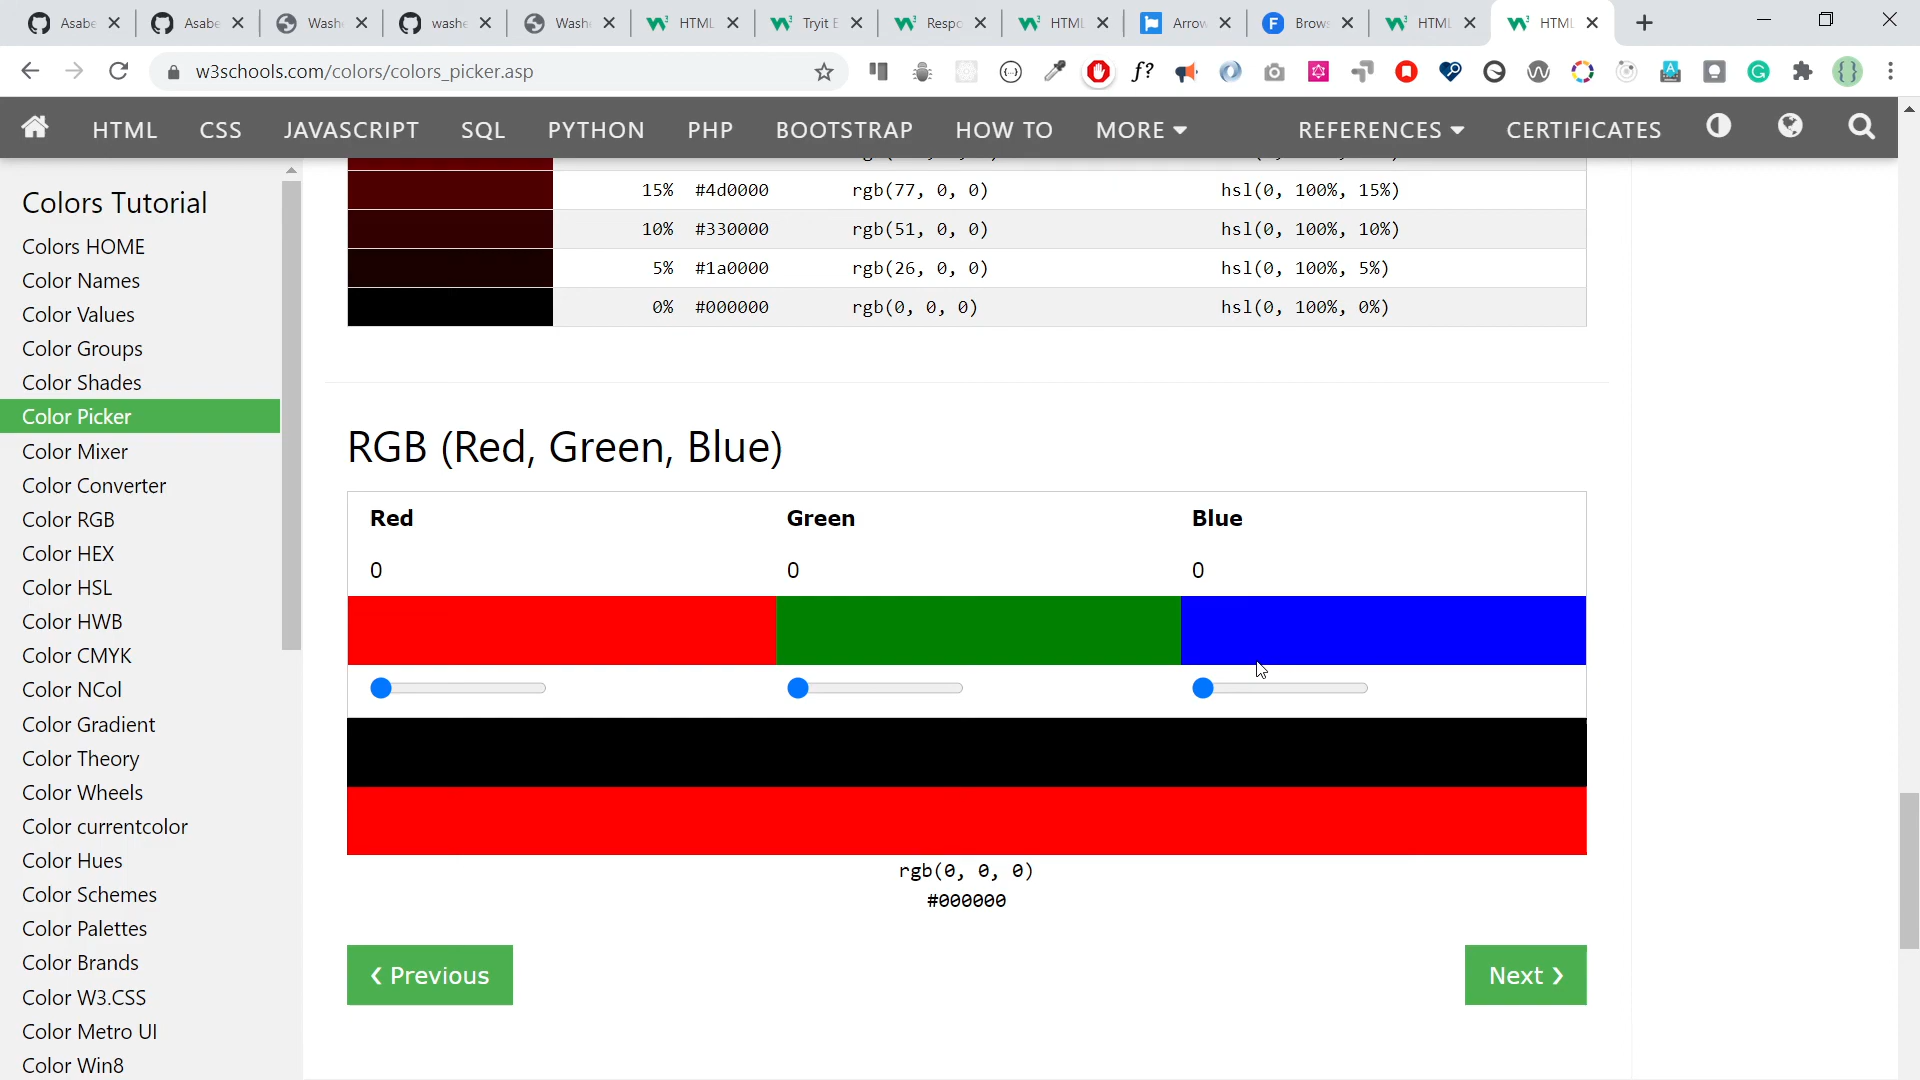 Asabe
Asabe
Wash
washe
Wash
HTML
Tryit E
Respo
HTML
Arrow
Brows
HTML
HTML
w3schools.com/colors/colors_picker.asp
f?
HTML CSS JAVASCRIPT SQL PYTHON PHP BOOTSTRAP HOW TO MORE REFERENCES CERTIFICATES
Colors Tutorial
Colors HOME
Color Names
Color Values
Color Groups
Color Shades
Color Picker
Color Mixer
Color Converter
Color RGB
Color HEX
Color HSL
Color HWB
Color CMYK
Color NCol
Color Gradient
Color Theory
Color Wheels
Color currentcolor
Color Hues
Color Schemes
Color Palettes
Color Brands
Color W3.CSS
Color Metro UI
Color Win8
15% #4d0000 rgb(77, 0, 0) hsl(0, 100%, 15%)
10% #330000 rgb(51, 0, 0) hsl(0, 100%, 10%)
5% #1a0000 rgb(26, 0, 0) hsl(0, 100%, 5%)
0% #000000 rgb(0, 0, 0) hsl(0, 100%, 0%)
RGB (Red, Green, Blue)
Red Green Blue
0 0 0
rgb(0, 0, 0)
#000000
❮ Previous
Next ❯